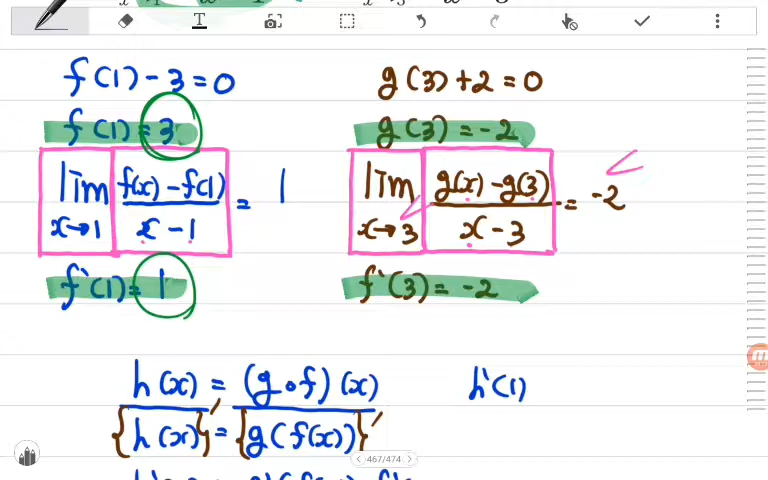 T
f(1) - 3 = 0
g(3) + 2 = 0
f(1) = 3
g(3) = -2
lim x→1 f(x) - f(1) / x - 1 = 1
lim x→3 g(x) - g(3) / x - 3 = -2
f'(1) = 1
f'(3) = -2
h(x) = (g∘f)(x)
h'(1)
{h(x)}' = {g(f(x))}'
467/474